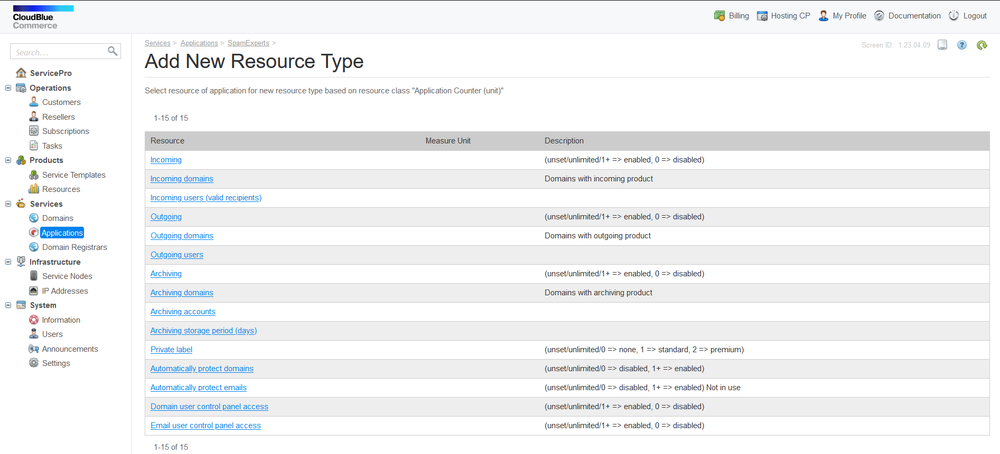 CloudBlue
Commerce
Billing
Hosting CP
My Profile
Documentation
Logout
Search...
ServicePro
Operations
Customers
Resellers
Subscriptions
Tasks
Products
Service Templates
Resources
Services
Domains
Applications
Domain Registrars
Infrastructure
Service Nodes
IP Addresses
System
Information
Users
Announcements
Settings
Services > Applications > SpamExperts >
Screen ID: 1.23.04.09
Add New Resource Type
Select resource of application for new resource type based on resource class "Application Counter (unit)"
1-15 of 15
Resource Measure Unit Description
Incoming (unset/unlimited/1+ => enabled, 0 => disabled)
Incoming domains Domains with incoming product
Incoming users (valid recipients)
Outgoing (unset/unlimited/1+ => enabled, 0 => disabled)
Outgoing domains Domains with outgoing product
Outgoing users
Archiving (unset/unlimited/1+ => enabled, 0 => disabled)
Archiving domains Domains with archiving product
Archiving accounts
Archiving storage period (days)
Private label (unset/unlimited/0 => none, 1 => standard, 2 => premium)
Automatically protect domains (unset/unlimited/0 => disabled, 1+ => enabled)
Automatically protect emails (unset/unlimited/0 => disabled, 1+ => enabled) Not in use
Domain user control panel access (unset/unlimited/1+ => enabled, 0 => disabled)
Email user control panel access (unset/unlimited/1+ => enabled, 0 => disabled)
1-15 of 15